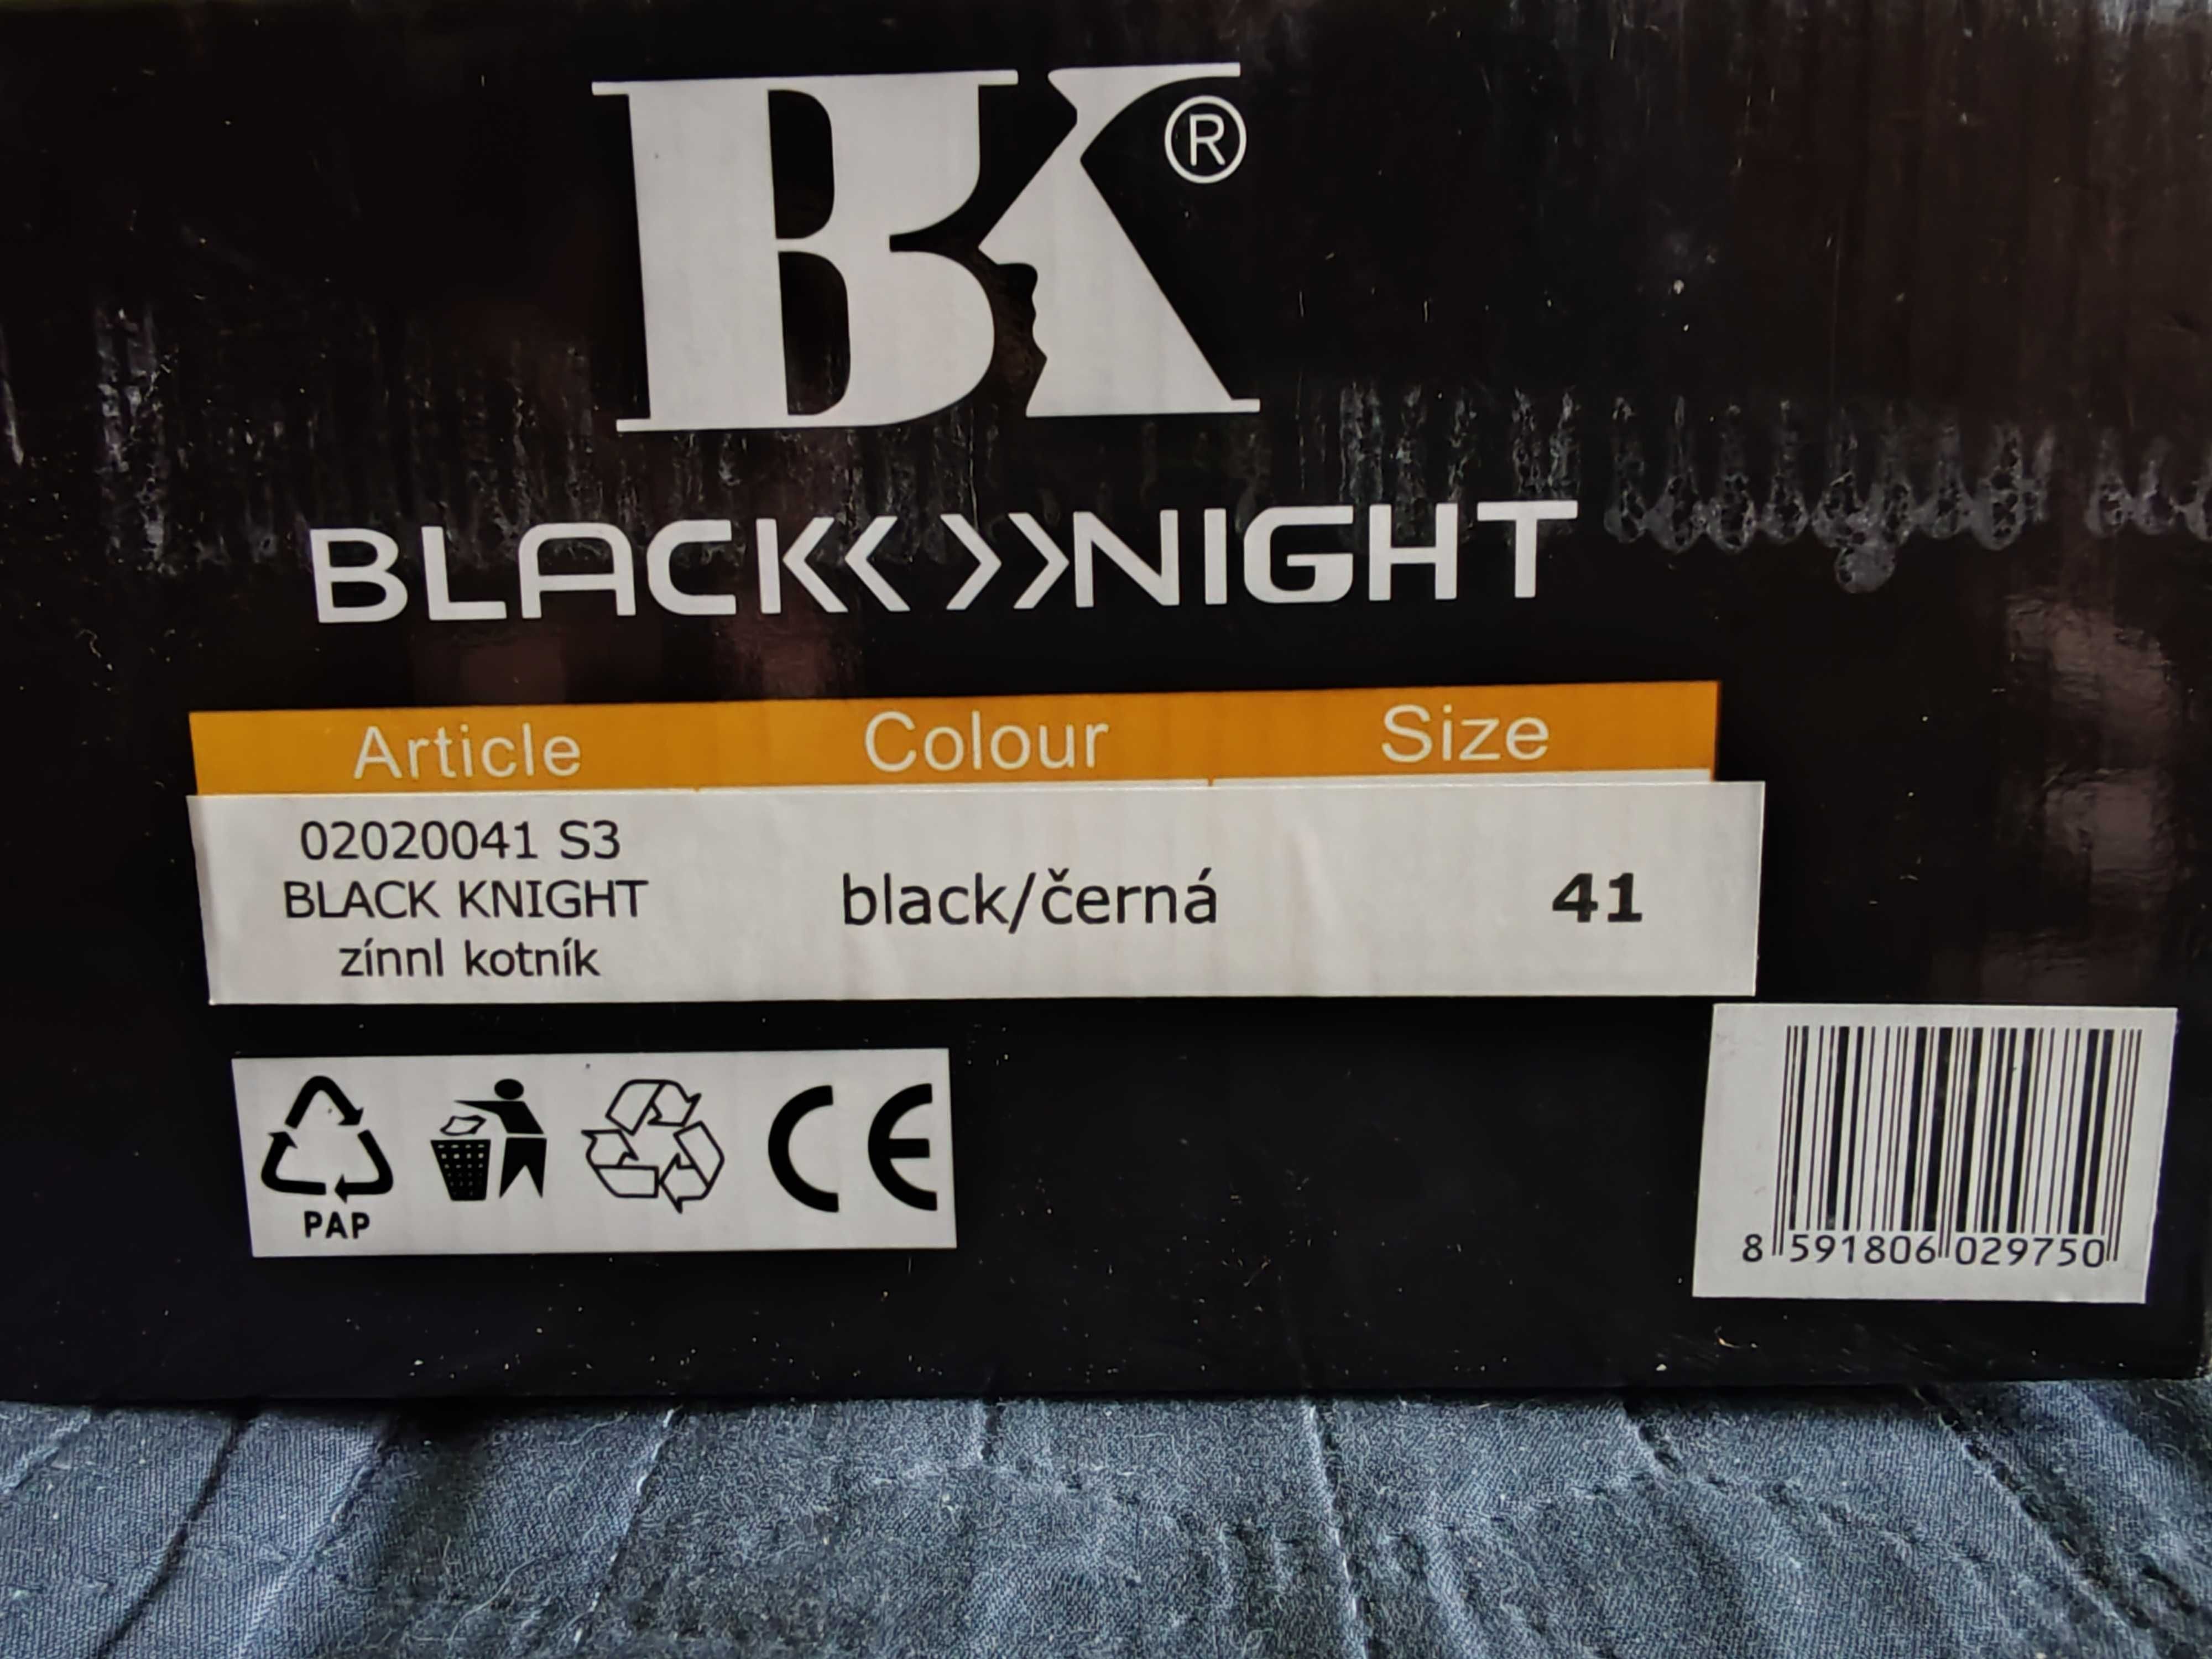 BK®
BLACK NIGHT
Article Colour Size
02020041 S3
BLACK KNIGHT
zínnl kotník
black/černá
41
PAP
CE
8 591806 029750